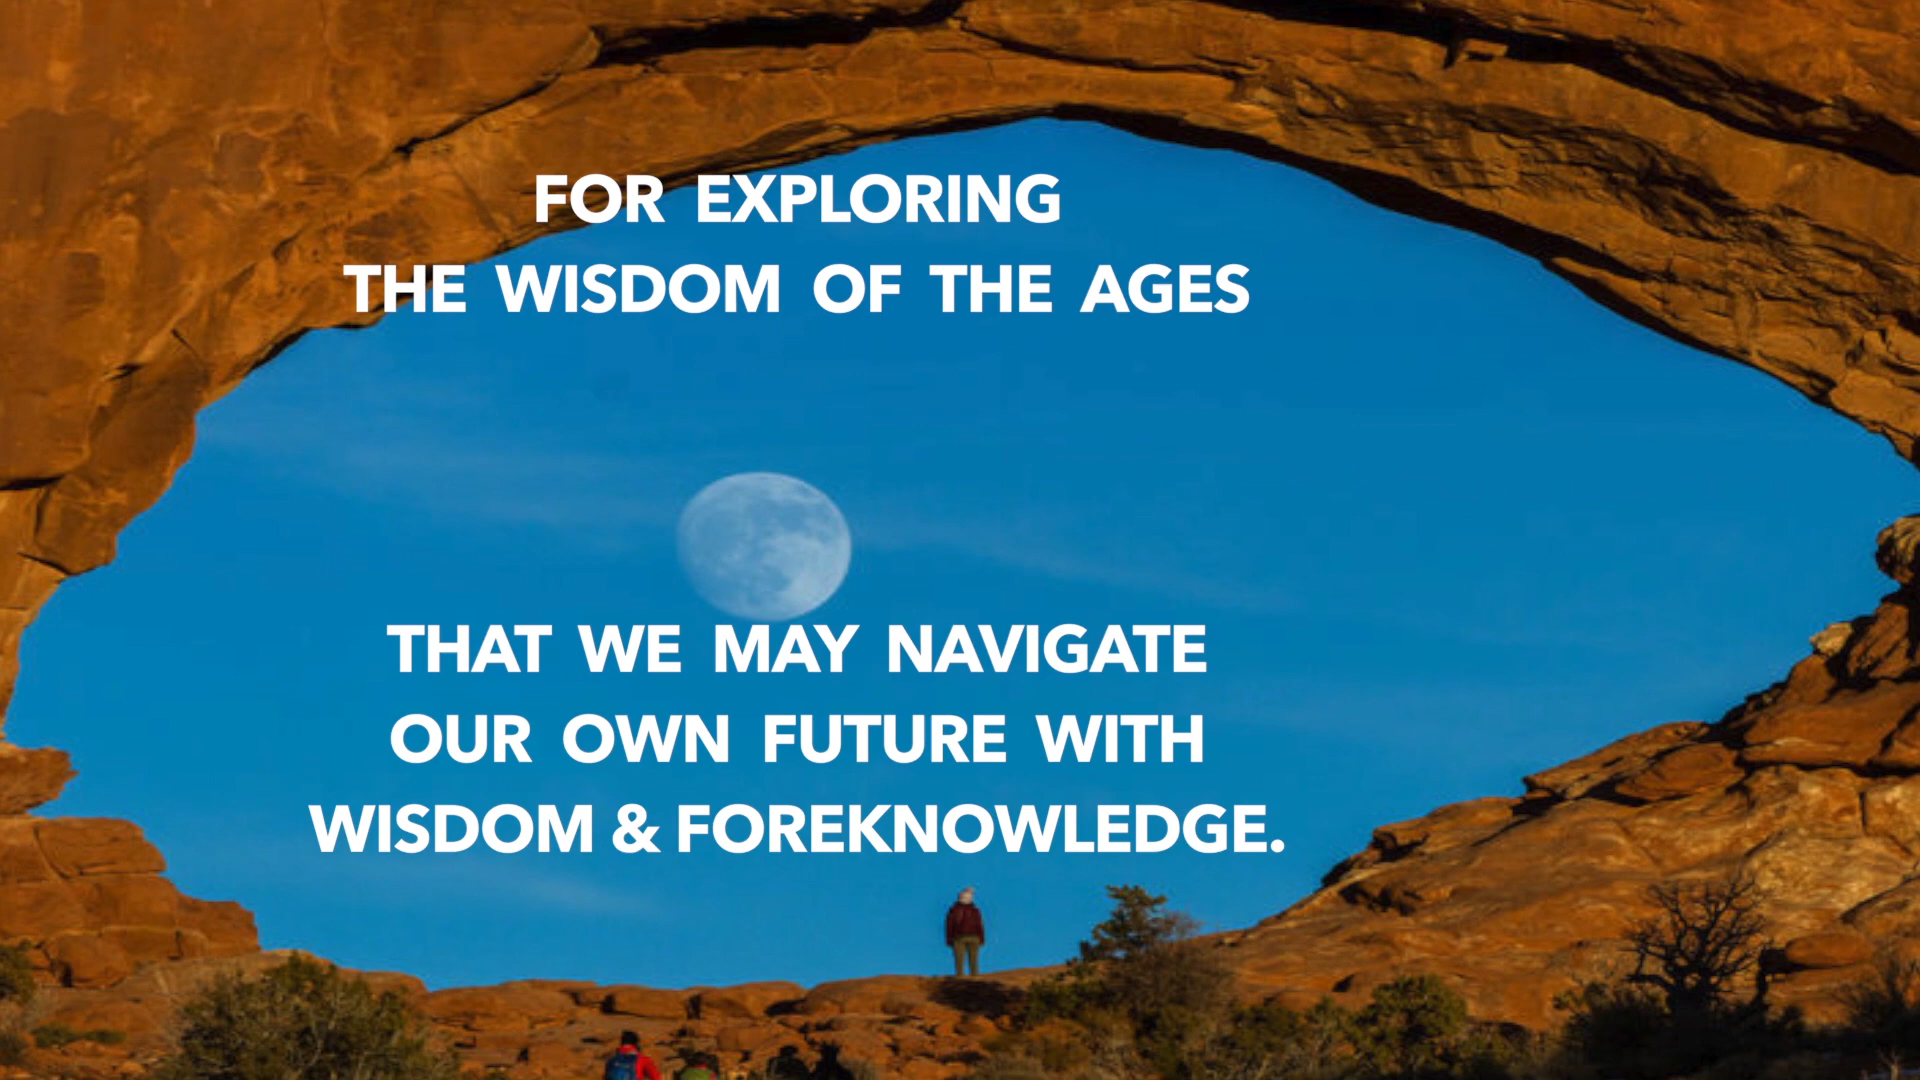 FOR EXPLORING
THE WISDOM OF THE AGES
THAT WE MAY NAVIGATE
OUR OWN FUTURE WITH
WISDOM & FOREKNOWLEDGE.